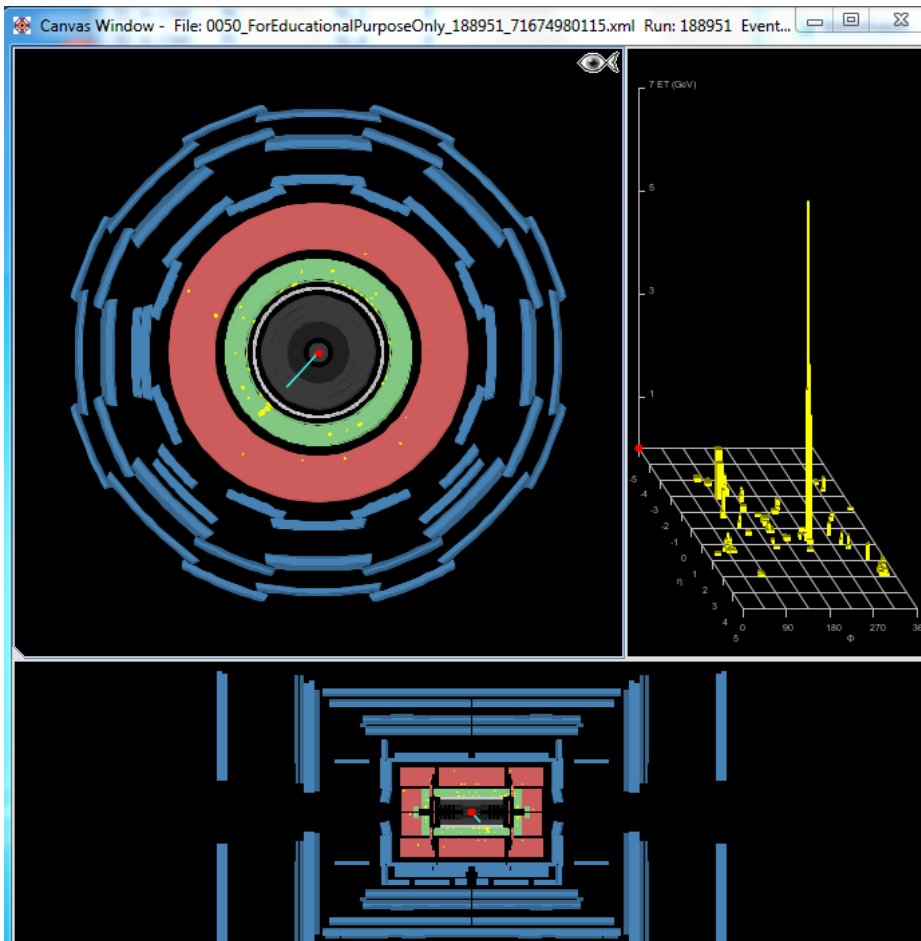 Canvas Window - File: 0050_ForEducationalPurposeOnly_188951_71674980115.xml Run: 188951 Event...
7 ET (GeV)
5
3
1
-5
-4
-3
-2
-1
0
η 1
2
3
4
5
0 90 180 270 36
Φ